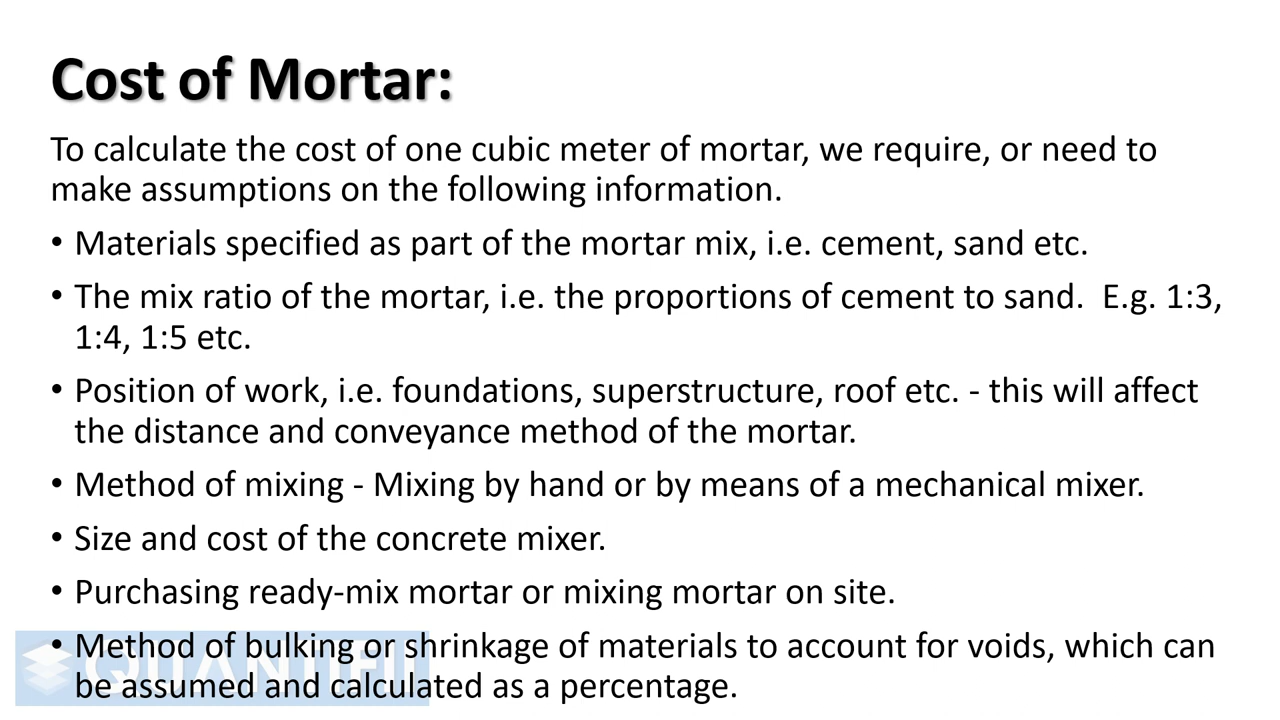 Cost of Mortar:
To calculate the cost of one cubic meter of mortar, we require, or need to
make assumptions on the following information.
• Materials specified as part of the mortar mix, i.e. cement, sand etc.
• The mix ratio of the mortar, i.e. the proportions of cement to sand.  E.g. 1:3,
1:4, 1:5 etc.
• Position of work, i.e. foundations, superstructure, roof etc. - this will affect
the distance and conveyance method of the mortar.
• Method of mixing - Mixing by hand or by means of a mechanical mixer.
• Size and cost of the concrete mixer.
• Purchasing ready-mix mortar or mixing mortar on site.
• Method of bulking or shrinkage of materials to account for voids, which can
be assumed and calculated as a percentage.